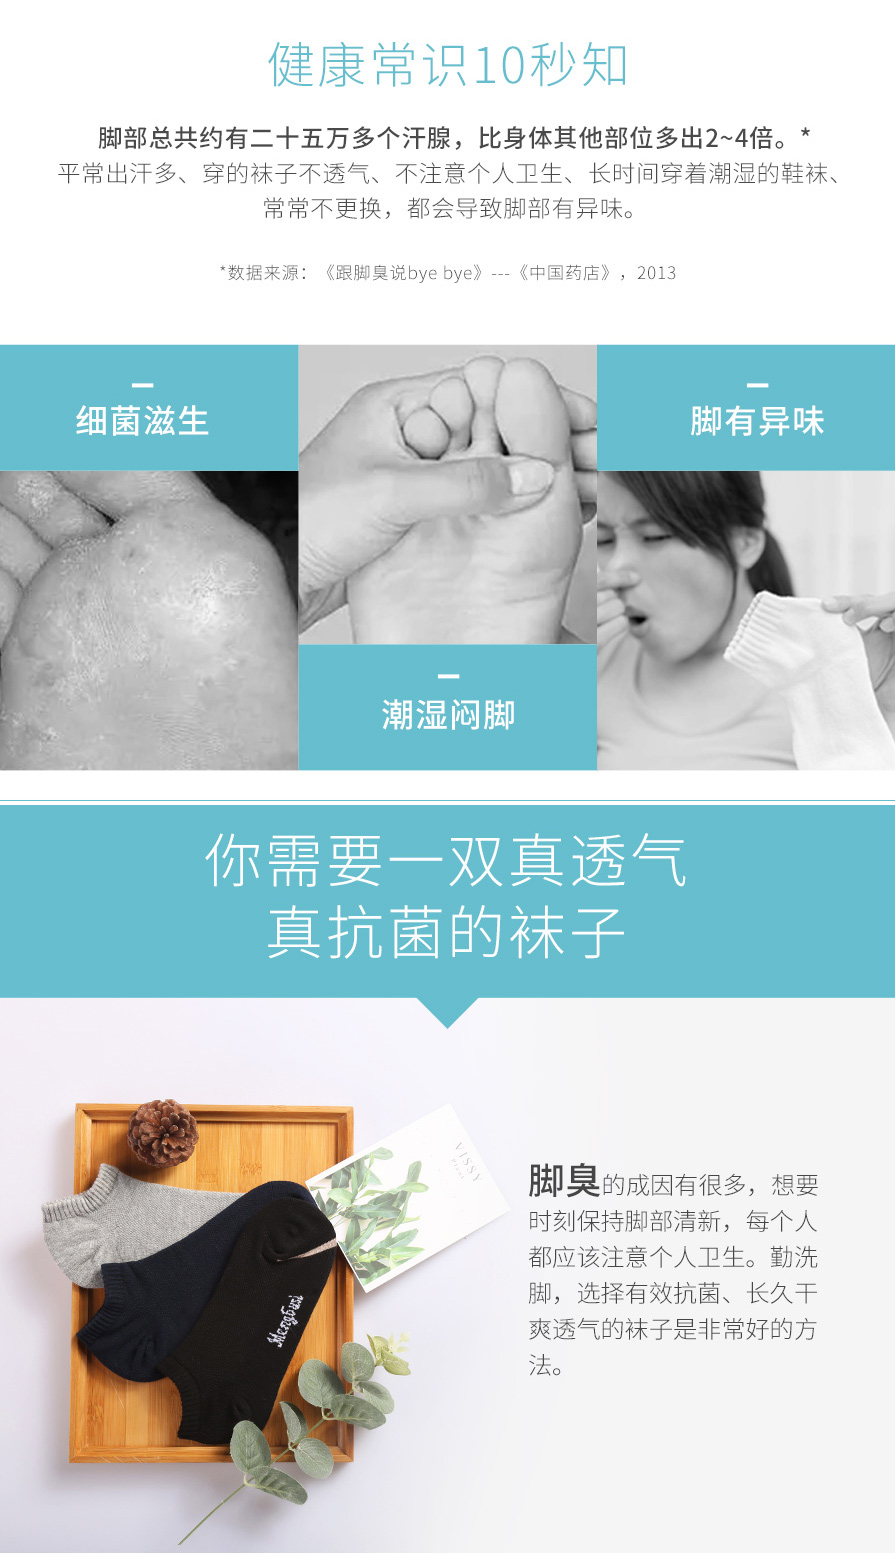 健康常识10秒知
脚部总共约有二十五万多个汗腺，比身体其他部位多出2~4倍。*
平常出汗多、穿的袜子不透气、不注意个人卫生、长时间穿着潮湿的鞋袜、
常常不更换，都会导致脚部有异味。
*数据来源：《跟脚臭说bye bye》---《中国药店》，2013
细菌滋生
脚有异味
潮湿闷脚
你需要一双真透气
真抗菌的袜子
VISSY
脚臭的成因有很多，想要
时刻保持脚部清新，每个人
都应该注意个人卫生。勤洗
脚，选择有效抗菌、长久干
爽透气的袜子是非常好的方
法。